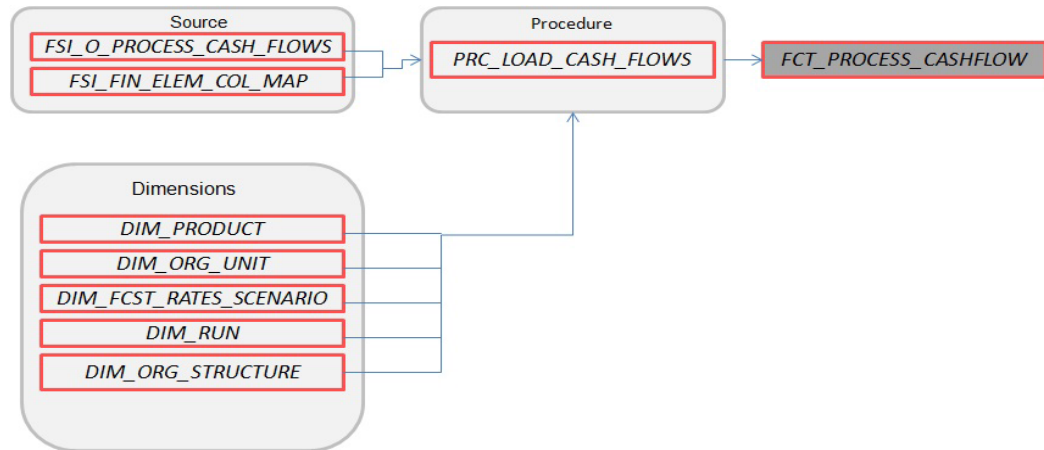 Source
FSI_O_PROCESS_CASH_FLOWS
FSI_FIN_ELEM_COL_MAP
Procedure
PRC_LOAD_CASH_FLOWS
FCT_PROCESS_CASHFLOW
Dimensions
DIM_PRODUCT
DIM_ORG_UNIT
DIM_FCST_RATES_SCENARIO
DIM_RUN
DIM_ORG_STRUCTURE